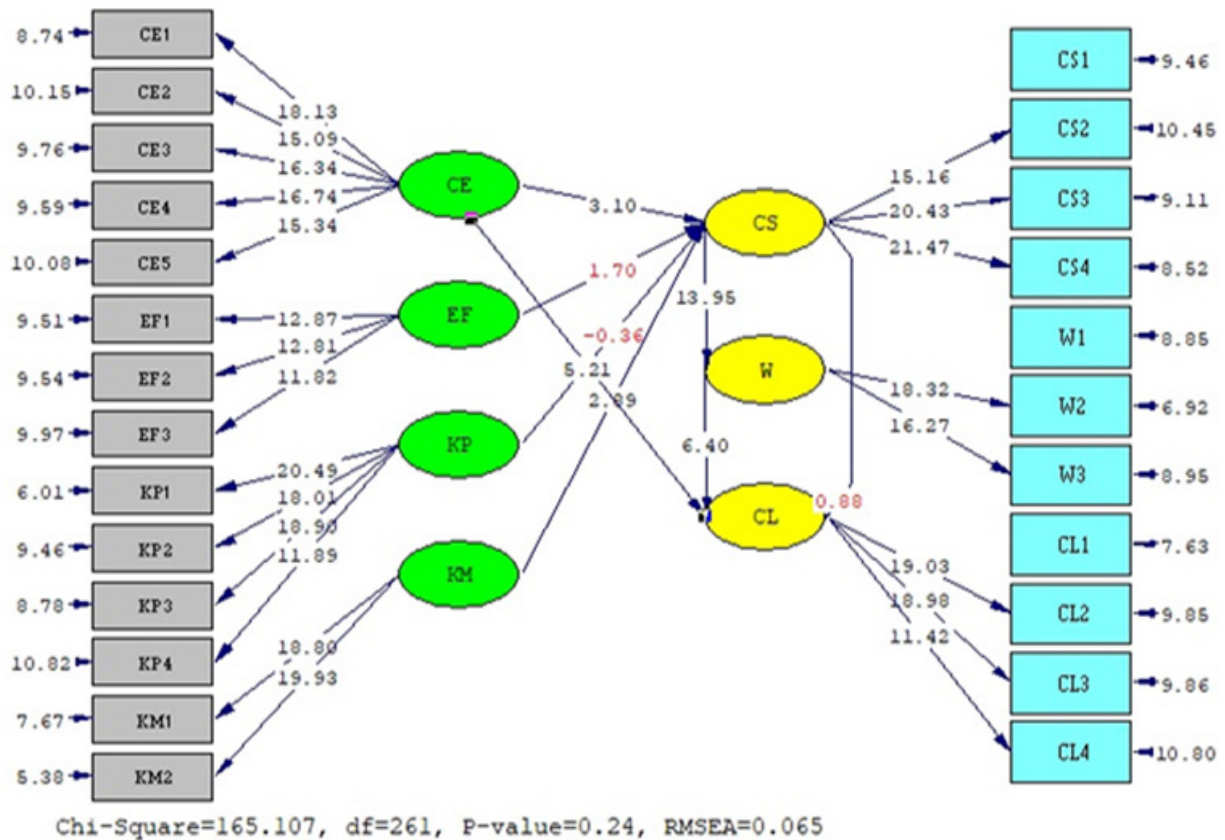 8.74 CE1
10.15 CE2
9.76 CE3
9.59 CE4
10.08 CE5
9.51 EF1
9.54 EF2
9.97 EF3
6.01 KP1
9.46 KP2
8.78 KP3
10.82 KP4
7.67 KM1
5.38 KM2
18.13
15.09
16.34
16.74
15.34
12.87
12.81
11.82
20.49
18.01
18.90
11.89
18.80
19.93
CE
EF
KP
KM
3.10
1.70
-0.36
5.21
2.89
13.95
6.40
0.88
CS
W
CL
15.16
20.43
21.47
18.32
16.27
19.03
18.98
11.42
CS1 9.46
CS2 10.45
CS3 9.11
CS4 8.52
W1 8.85
W2 6.92
W3 8.95
CL1 7.63
CL2 9.85
CL3 9.86
CL4 10.80
Chi-Square=165.107, df=261, P-value=0.24, RMSEA=0.065